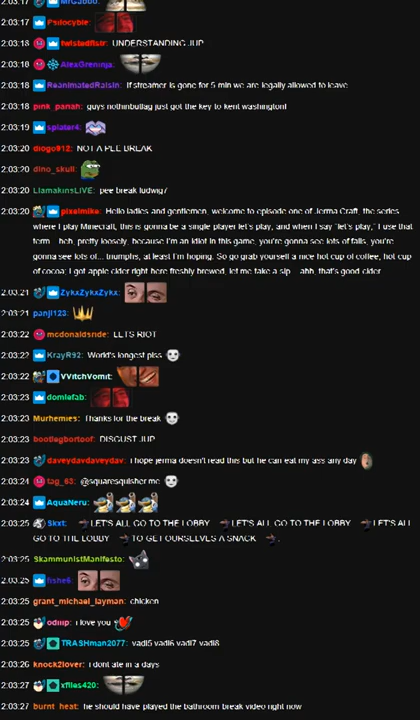 2:03:17 MrGaboo:
2:03:17 Psilocybie:
2:03:18 twistedfistr: UNDERSTANDING JUP
2:03:18 AlexGreninja:
2:03:18 ReanimatedRaisin: if streamer is gone for 5 min we are legally allowed to leave
2:03:18 pink_pariah: guys nothinbutlag just got the key to kent washington!
2:03:19 splater4:
2:03:20 diogo912: NOT A PEE BREAK
2:03:20 dino_skull:
2:03:20 LlamakinsLIVE: pee break ludwig?
2:03:20 pixelmike: Hello ladies and gentlemen, welcome to episode one of Jerma Craft, the series
where I play Minecraft, this is gonna be a single player let's play, and when I say "let's play," I use that
term... heh, pretty loosely, because I'm an idiot in this game, you're gonna see lots of fails, you're
gonna see lots of... triumphs, at least I'm hoping. So go grab yourself a nice hot cup of coffee, hot cup
of cocoa; I got apple cider right here freshly brewed, let me take a sip... ahh, that's good cider
2:03:21 ZykxZykxZykx:
2:03:21 panji123:
2:03:22 mcdonaldsnde: LETS RIOT
2:03:22 KrayR92: World's longest piss
2:03:22 VVitchVomit:
2:03:23 domiefab:
2:03:23 Murhemies: Thanks for the break
2:03:23 bootlegbortoof: DISGUST JUP
2:03:23 daveydavdaveydav: i hope jerma doesn't read this but he can eat my ass any day
2:03:24 tag_63: @squaresquisher me
2:03:24 AquaNeru:
2:03:25 Skxt: LET'S ALL GO TO THE LOBBY LET'S ALL GO TO THE LOBBY LET'S ALL
GO TO THE LOBBY TO GET OURSELVES A SNACK .
2:03:25 SkammunistManifesto:
2:03:25 fishe6:
2:03:25 grant_michael_layman: chicken
2:03:25 odiiip: i love you
2:03:25 TRASHman2077: vadi5 vadi6 vadi7 vadi8
2:03:26 knock2lover: i dont ate in a days
2:03:27 xfiles420:
2:03:27 burnt_heat: he should have played the bathroom break video right now